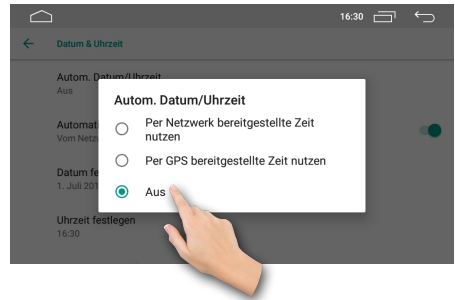 16:30
Datum & Uhrzeit
Autom. Datum/Uhrzeit
Aus
Autom. Datum/Uhrzeit
Per Netzwerk bereitgestellte Zeit
nutzen
Automati
Vom Netz
Per GPS bereitgestellte Zeit nutzen
Datum fe
1. Juli 201
Aus
Uhrzeit festlegen
16:30